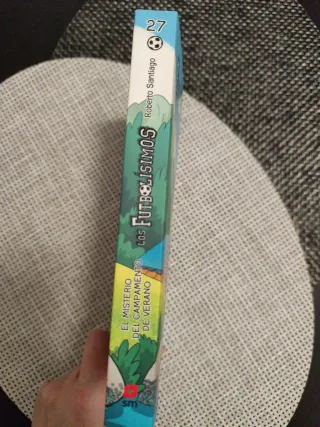 27
Roberto Santiago
LOS FUTBOLÍSIMOS
EL MISTERIO
DEL CAMPAMENTO
DE VERANO
sm